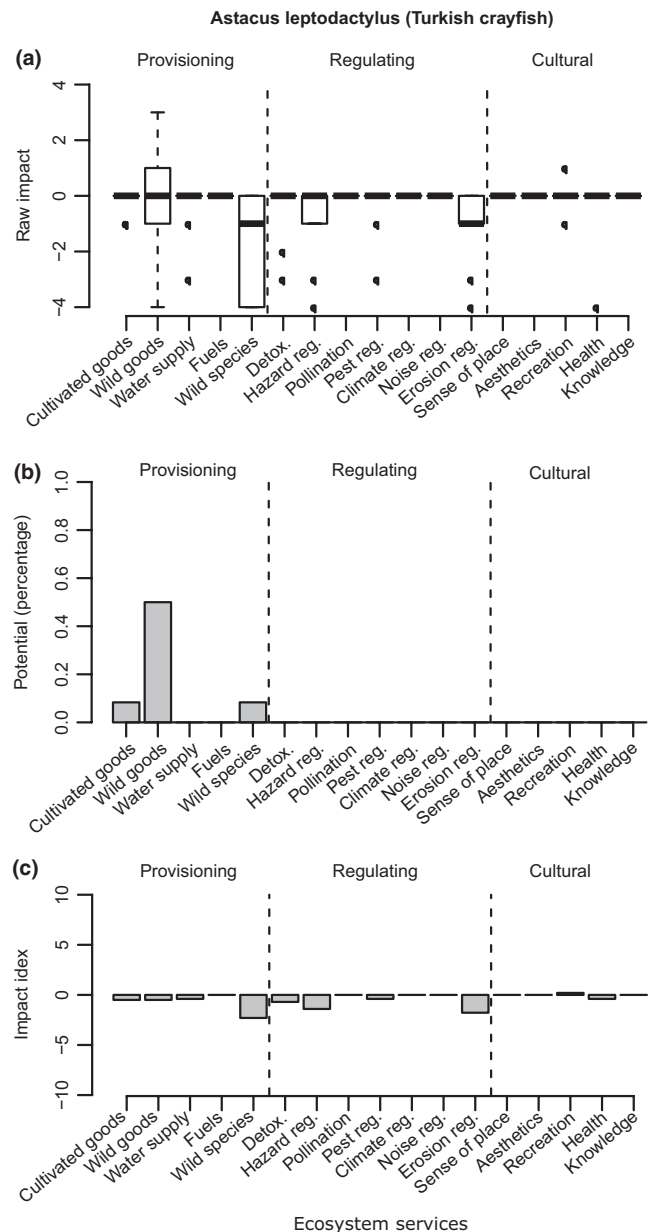 Astacus leptodactylus (Turkish crayfish)
(a)
Provisioning Regulating Cultural
Raw impact
4
2
0
−2
−4
Cultivated goods
Wild goods
Water supply
Fuels
Wild species
Detox.
Hazard reg.
Pollination
Pest reg.
Climate reg.
Noise reg.
Erosion reg.
Sense of place
Aesthetics
Recreation
Health
Knowledge
(b)
Provisioning Regulating Cultural
Potential (percentage)
1.0
0.8
0.6
0.4
0.2
0.0
Cultivated goods
Wild goods
Water supply
Fuels
Wild species
Detox.
Hazard reg.
Pollination
Pest reg.
Climate reg.
Noise reg.
Erosion reg.
Sense of place
Aesthetics
Recreation
Health
Knowledge
(c)
Provisioning Regulating Cultural
Impact idex
10
5
0
−5
−10
Cultivated goods
Wild goods
Water supply
Fuels
Wild species
Detox.
Hazard reg.
Pollination
Pest reg.
Climate reg.
Noise reg.
Erosion reg.
Sense of place
Aesthetics
Recreation
Health
Knowledge
Ecosystem services